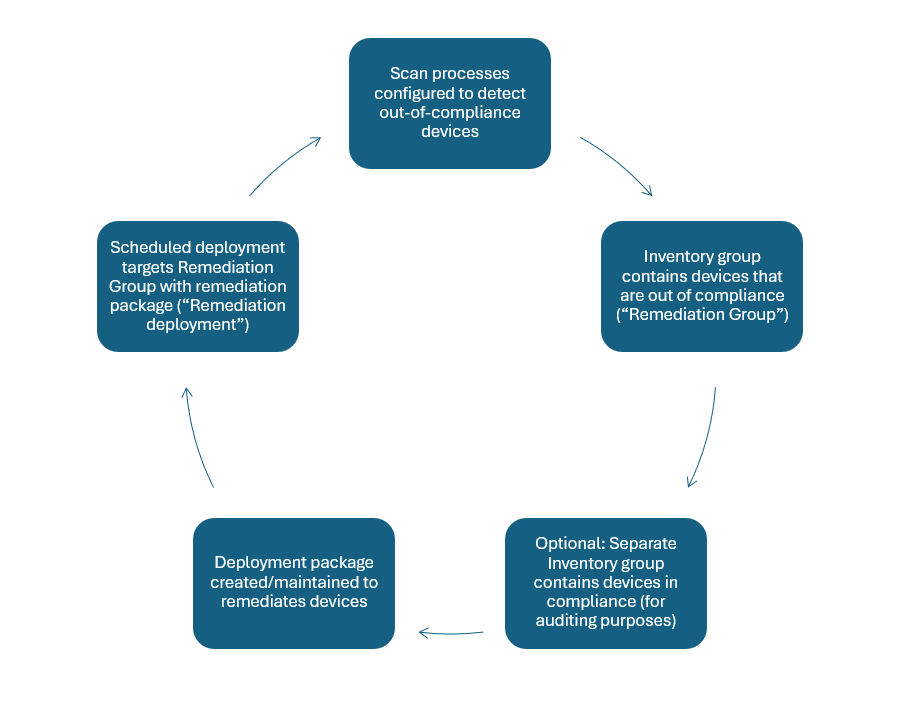 Scan processes
configured to detect
out-of-compliance
devices
Inventory group
contains devices that
are out of compliance
(“Remediation Group”)
Optional: Separate
Inventory group
contains devices in
compliance (for
auditing purposes)
Deployment package
created/maintained to
remediates devices
Scheduled deployment
targets Remediation
Group with remediation
package (“Remediation
deployment”)